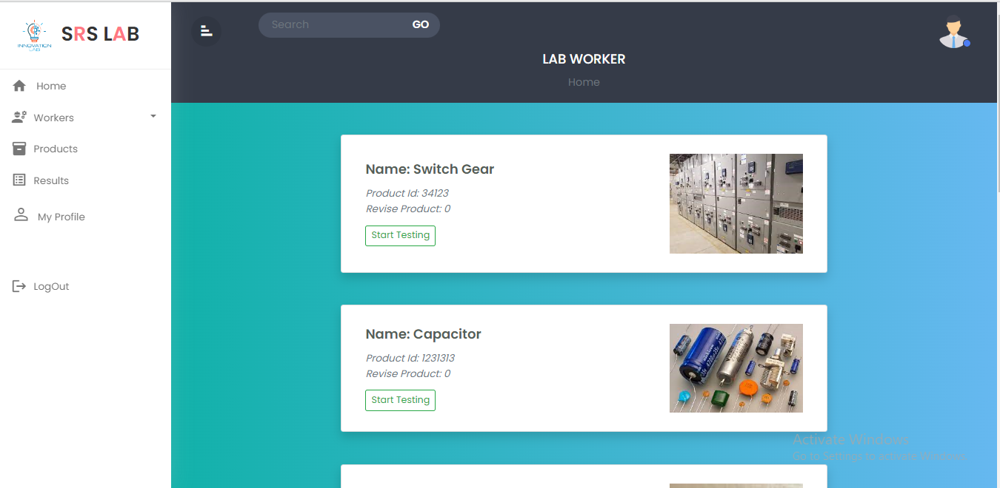 INNOVATION
LAB
SRS LAB
Home
Workers
Products
Results
My Profile
LogOut
Search
GO
LAB WORKER
Home
Name: Switch Gear
Product Id: 34123
Revise Product: 0
Start Testing
Name: Capacitor
Product Id: 1231313
Revise Product: 0
Start Testing
Activate Windows
Go to Settings to activate Windows.